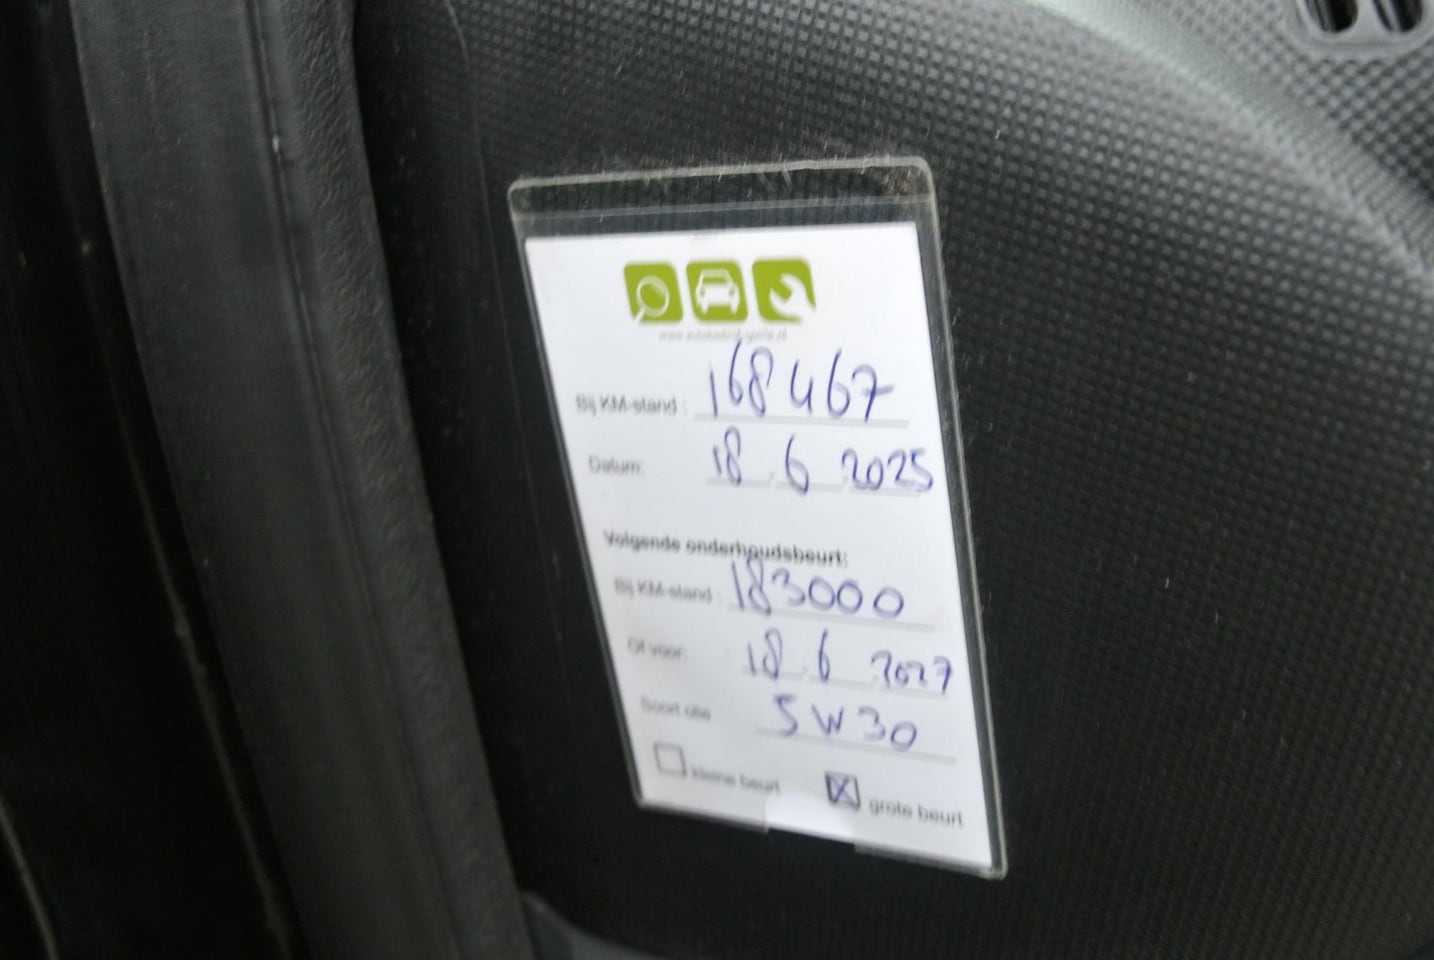 Bij KM-stand : 168467
Datum: 18 . 6 . 2025
Volgende onderhoudsbeurt:
Bij KM-stand : 183000
Of voor: 18 . 6 . 2027
Soort olie 5W30
kleine beurt ☒ grote beurt